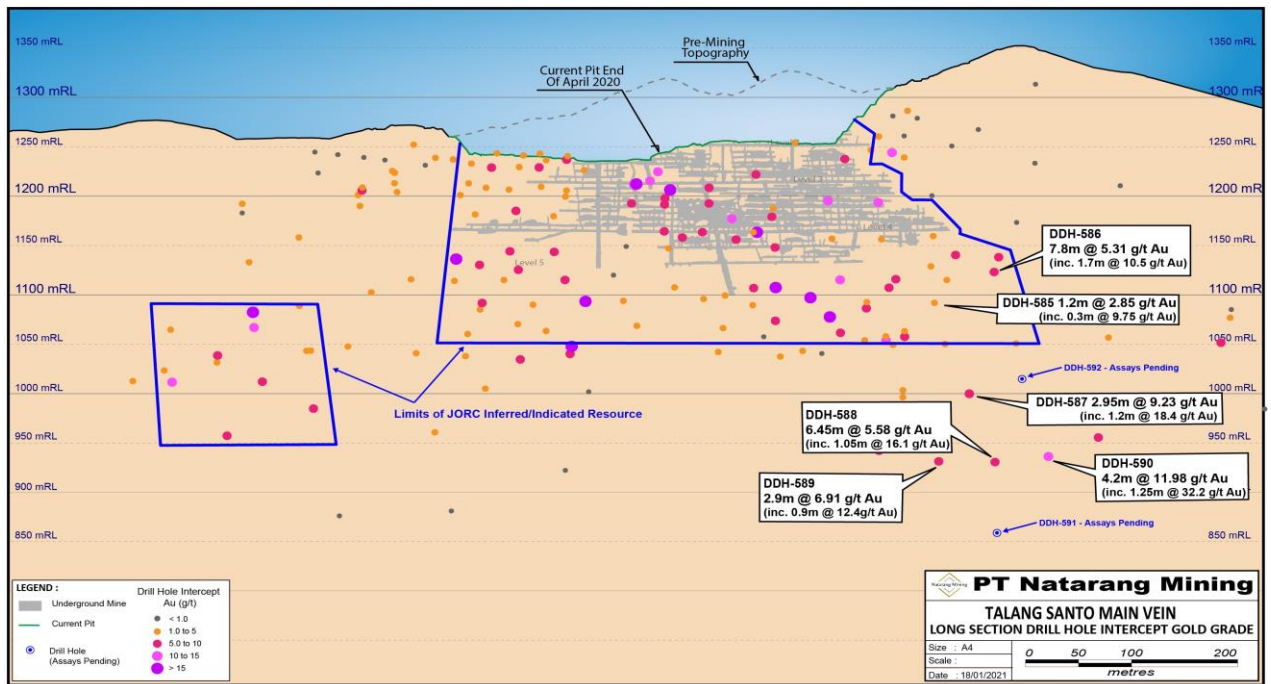 1350 mRL
1350 mRL
Pre-Mining
Topography
Current Pit End
Of April 2020
1300 mRL
1300 mR
1250 mRL
1250 mRL
1200 mRL
1200 mRL
1150 mRL
1150 mRL
Level 5
DDH-586
7.8m @ 5.31 g/t Au
(inc. 1.7m @ 10.5 g/t Au)
1100 mRL
1100 mRL
DDH-585 1.2m @ 2.85 g/t Au
(inc. 0.3m @ 9.75 g/t Au)
1050 mRL
1050 mRL
DDH-592 - Assays Pending
1000 mRL
1000 mRL
Limits of JORC Inferred/Indicated Resource
DDH-587 2.95m @ 9.23 g/t Au
(inc. 1.2m @ 18.4 g/t Au)
DDH-588
6.45m @ 5.58 g/t Au
(inc. 1.05m @ 16.1 g/t Au)
950 mRL
950 mRL
DDH-590
4.2m @ 11.98 g/t Au
(inc. 1.25m @ 32.2 g/t Au)
DDH-589
2.9m @ 6.91 g/t Au
(inc. 0.9m @ 12.4g/t Au)
900 mRL
900 mRL
DDH-591 - Assays Pending
850 mRL
850 mRL
LEGEND :
Underground Mine
Current Pit
Drill Hole
(Assays Pending)
Drill Hole Intercept
Au (g/t)
< 1.0
1.0 to 5
5.0 to 10
10 to 15
> 15
Natarang Mining
PT Natarang Mining
TALANG SANTO MAIN VEIN
LONG SECTION DRILL HOLE INTERCEPT GOLD GRADE
Size : A4
Scale :
Date : 18/01/2021
0 50 100 200
metres